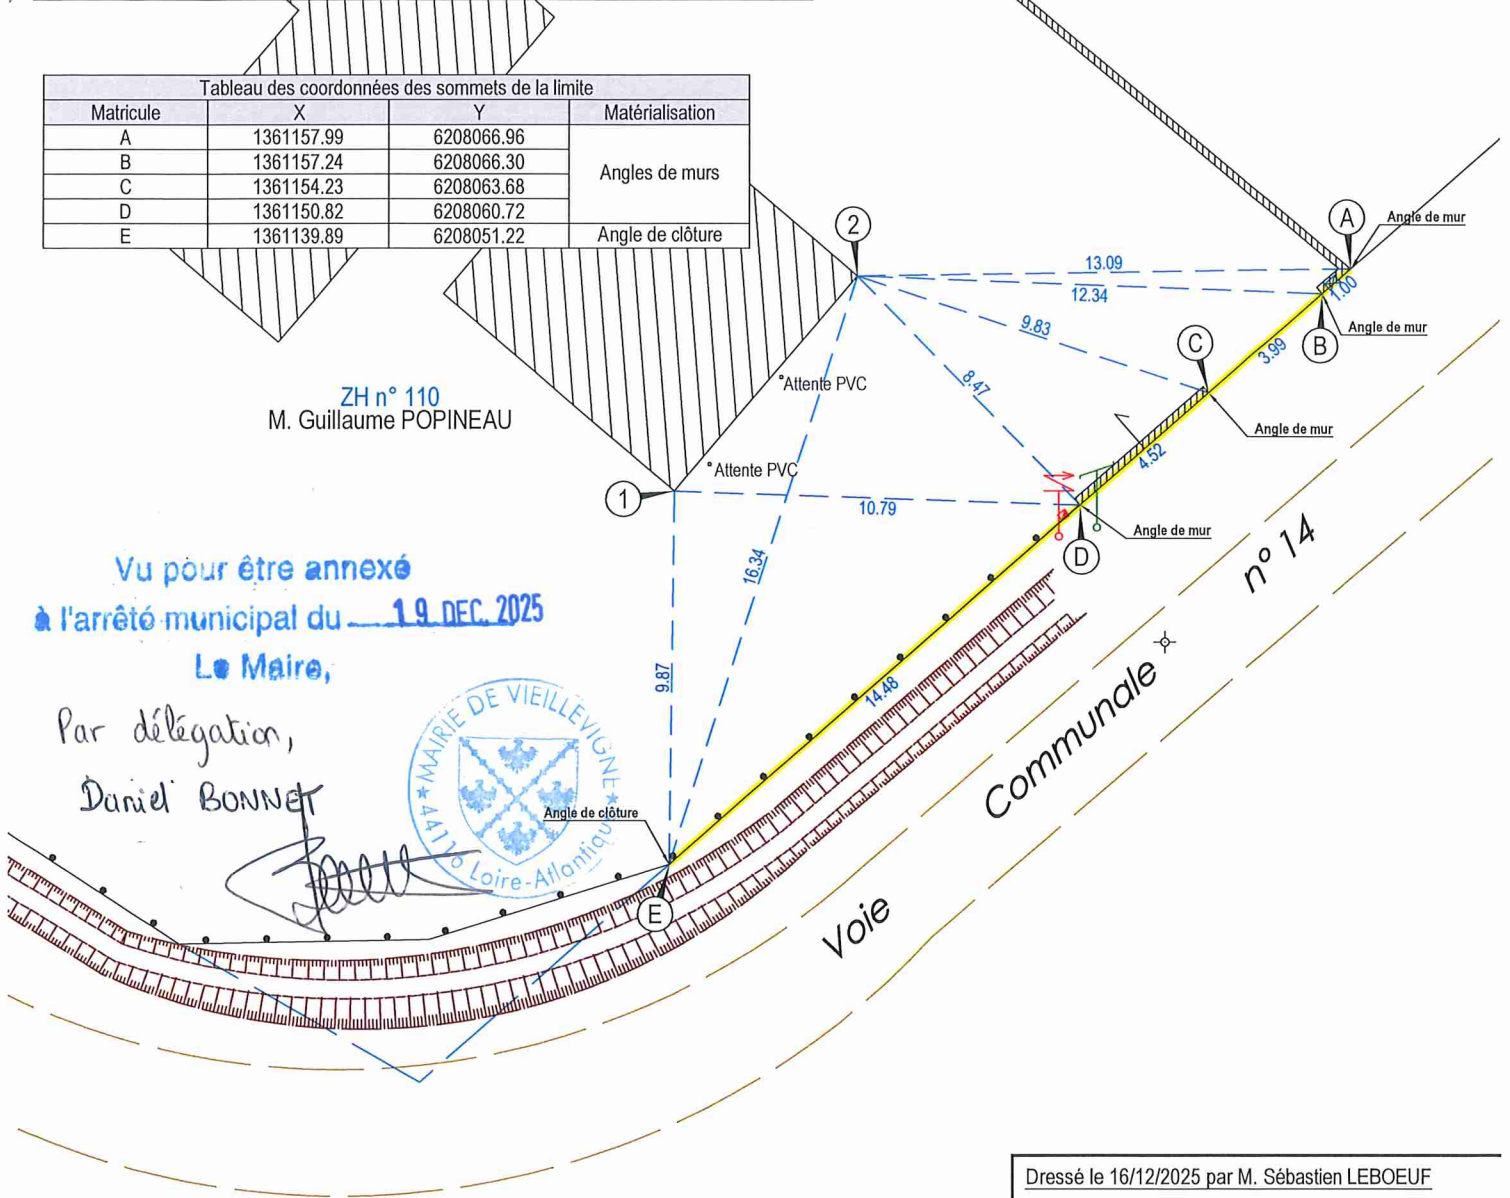 Tableau des coordonnées des sommets de la limite
Matricule X Y Matérialisation
A 1361157.99 6208066.96
B 1361157.24 6208066.30
C 1361154.23 6208063.68
D 1361150.82 6208060.72
Angles de murs
E 1361139.89 6208051.22 Angle de clôture
2
A
Angle de mur
13.09
12.34
1.00
Angle de mur
B
9.83
C
3.99
8.47
Attente PVC
ZH n° 110
M. Guillaume POPINEAU
Angle de mur
4.52
Attente PVC
1
10.79
Angle de mur
D
n° 14
16.34
Vu pour être annexé
à l'arrêté municipal du 19 DEC. 2025
Le Maire,
9.87
14.48
Par délégation,
Daniel BONNET
MAIRIE DE VIEILLEVIGNE
44116 Loire-Atlantique
Angle de clôture
E
Communale
Voie
Dressé le 16/12/2025 par M. Sébastien LEBOEUF